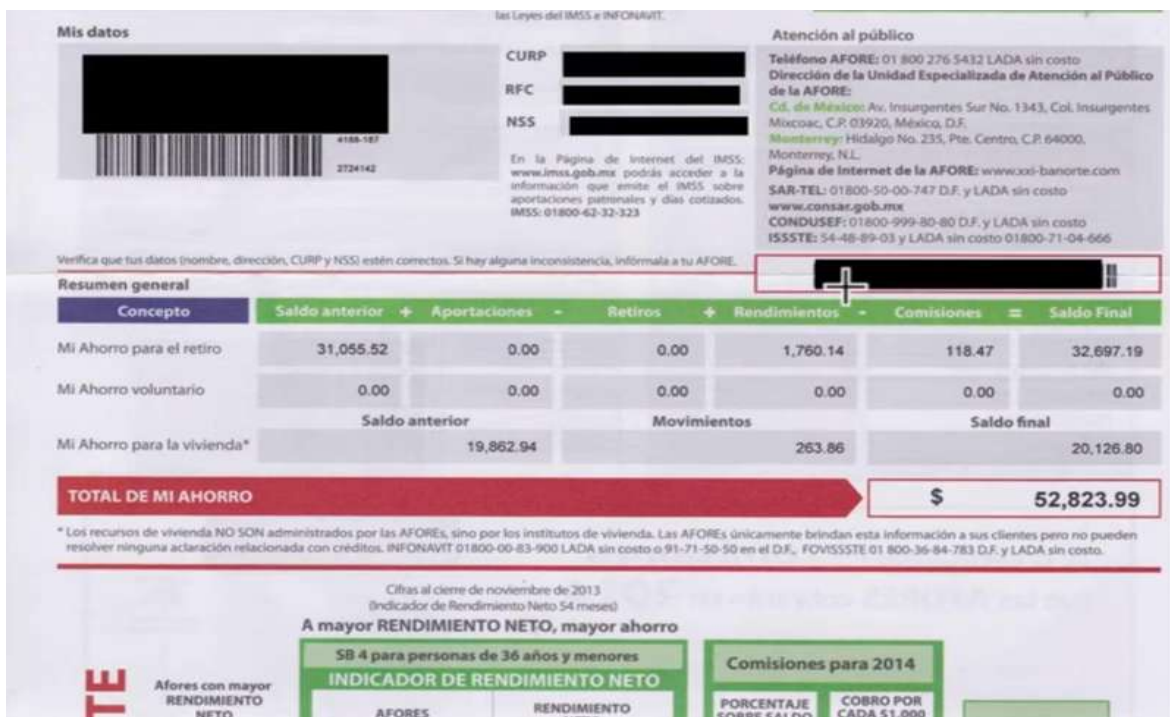 las Leyes del IMSS e INFONAVIT.
Mis datos
4188-187
2724142
CURP
RFC
NSS
En la Página de Internet del IMSS:
www.imss.gob.mx podrás acceder a la
información que emite el IMSS sobre
aportaciones patronales y días cotizados.
IMSS: 01800-62-32-323
Atención al público
Teléfono AFORE: 01 800 276 5432 LADA sin costo
Dirección de la Unidad Especializada de Atención al Público
de la AFORE:
Cd. de México: Av. Insurgentes Sur No. 1343, Col. Insurgentes
Mixcoac, C.P. 03920, México, D.F.
Monterrey: Hidalgo No. 235, Pte. Centro, C.P. 64000,
Monterrey, N.L.
Página de Internet de la AFORE: www.xxi-banorte.com
SAR-TEL: 01800-50-00-747 D.F. y LADA sin costo
www.consar.gob.mx
CONDUSEF: 01800-999-80-80 D.F. y LADA sin costo
ISSSTE: 54-48-89-03 y LADA sin costo 01800-71-04-666
Verifica que tus datos (nombre, dirección, CURP y NSS) estén correctos. Si hay alguna inconsistencia, infórmala a tu AFORE.
Resumen general
Concepto Saldo anterior + Aportaciones - Retiros + Rendimientos - Comisiones = Saldo Final
Mi Ahorro para el retiro 31,055.52 0.00 0.00 1,760.14 118.47 32,697.19
Mi Ahorro voluntario 0.00 0.00 0.00 0.00 0.00 0.00
Saldo anterior Movimientos Saldo final
Mi Ahorro para la vivienda* 19,862.94 263.86 20,126.80
TOTAL DE MI AHORRO $ 52,823.99
* Los recursos de vivienda NO SON administrados por las AFOREs, sino por los institutos de vivienda. Las AFOREs únicamente brindan esta información a sus clientes pero no pueden
resolver ninguna aclaración relacionada con créditos. INFONAVIT 01800-00-83-900 LADA sin costo o 91-71-50-50 en el D.F., FOVISSSTE 01 800-36-84-783 D.F. y LADA sin costo.
Cifras al cierre de noviembre de 2013
(Indicador de Rendimiento Neto 54 meses)
A mayor RENDIMIENTO NETO, mayor ahorro
SB 4 para personas de 36 años y menores
INDICADOR DE RENDIMIENTO NETO
Afores con mayor
RENDIMIENTO
NETO
AFORES
RENDIMIENTO
Comisiones para 2014
PORCENTAJE
SOBRE SALDO
COBRO POR
CADA $1,000
TE